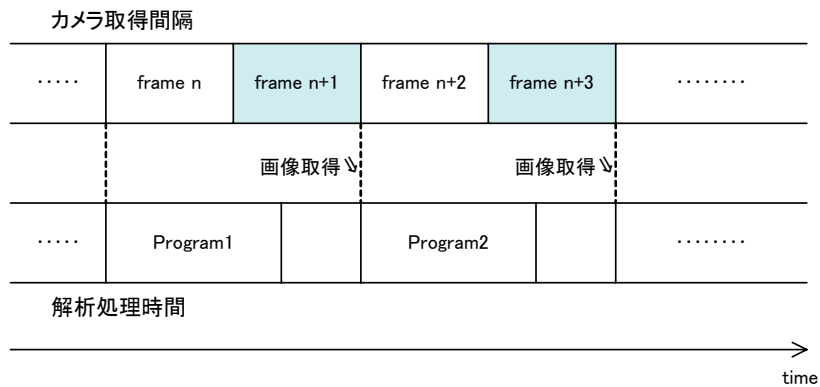 カメラ取得間隔
‥‥‥ frame n frame n+1 frame n+2 frame n+3 ‥‥‥‥
画像取得⇘ 画像取得⇘
‥‥‥ Program1 Program2 ‥‥‥‥
解析処理時間
time